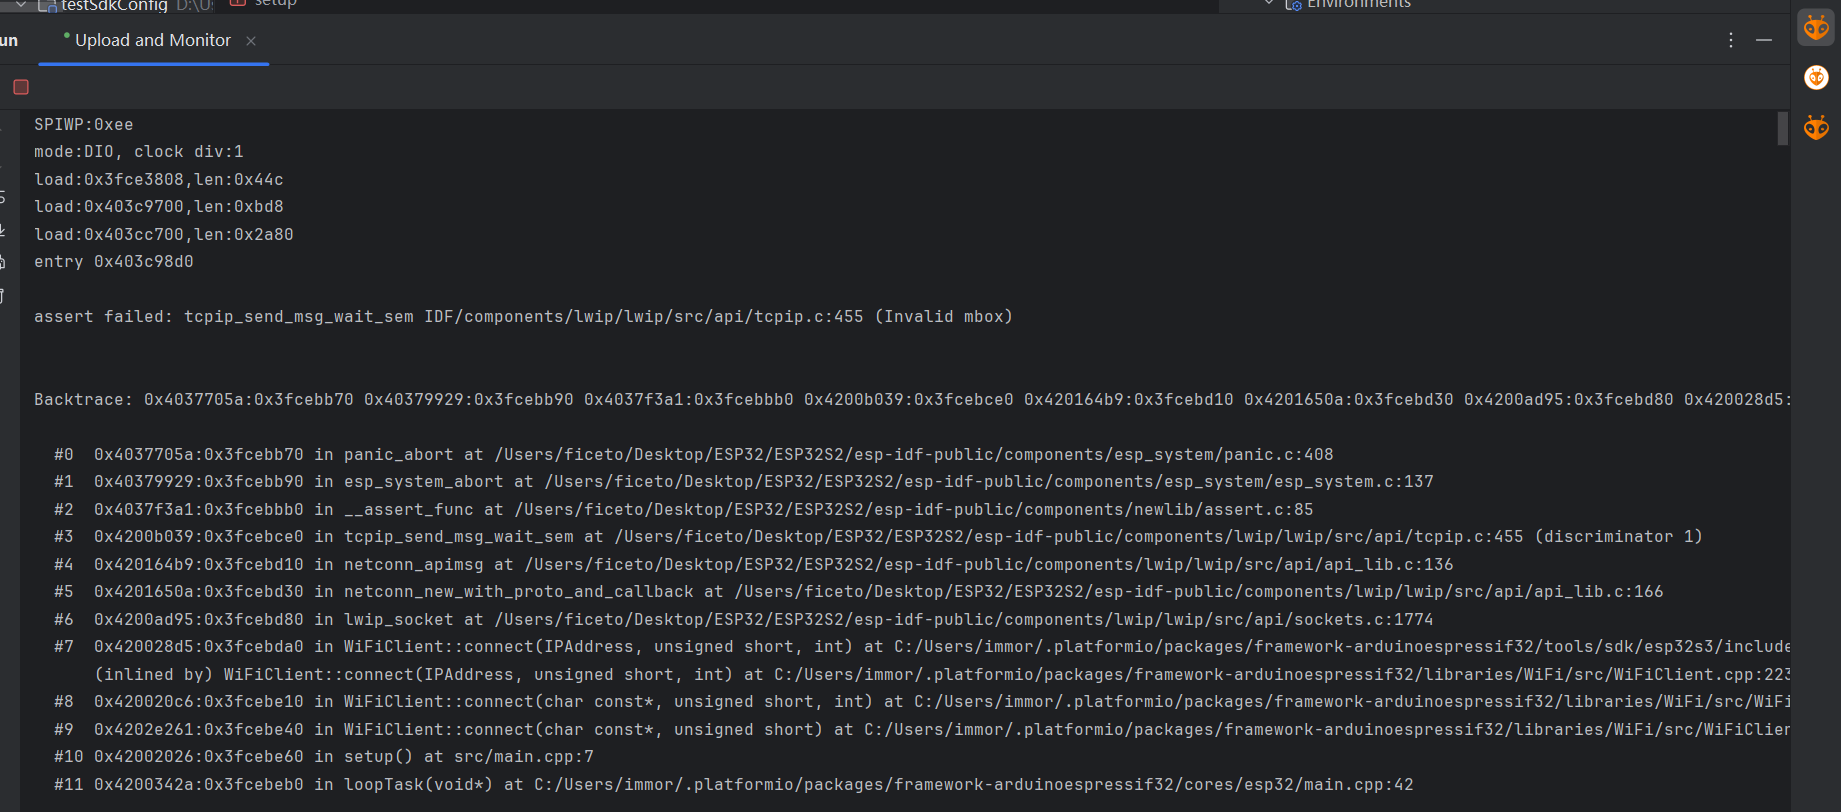 testSdkConfig D:\U
setup
Environments
un
Upload and Monitor
SPIWP:0xee
mode:DIO, clock div:1
load:0x3fce3808,len:0x44c
load:0x403c9700,len:0xbd8
load:0x403cc700,len:0x2a80
entry 0x403c98d0
assert failed: tcpip_send_msg_wait_sem IDF/components/lwip/lwip/src/api/tcpip.c:455 (Invalid mbox)
Backtrace: 0x4037705a:0x3fcebb70 0x40379929:0x3fcebb90 0x4037f3a1:0x3fcebbb0 0x4200b039:0x3fcebce0 0x420164b9:0x3fcebd10 0x4201650a:0x3fcebd30 0x4200ad95:0x3fcebd80 0x420028d5:
#0 0x4037705a:0x3fcebb70 in panic_abort at /Users/ficeto/Desktop/ESP32/ESP32S2/esp-idf-public/components/esp_system/panic.c:408
#1 0x40379929:0x3fcebb90 in esp_system_abort at /Users/ficeto/Desktop/ESP32/ESP32S2/esp-idf-public/components/esp_system/esp_system.c:137
#2 0x4037f3a1:0x3fcebbb0 in __assert_func at /Users/ficeto/Desktop/ESP32/ESP32S2/esp-idf-public/components/newlib/assert.c:85
#3 0x4200b039:0x3fcebce0 in tcpip_send_msg_wait_sem at /Users/ficeto/Desktop/ESP32/ESP32S2/esp-idf-public/components/lwip/lwip/src/api/tcpip.c:455 (discriminator 1)
#4 0x420164b9:0x3fcebd10 in netconn_apimsg at /Users/ficeto/Desktop/ESP32/ESP32S2/esp-idf-public/components/lwip/lwip/src/api/api_lib.c:136
#5 0x4201650a:0x3fcebd30 in netconn_new_with_proto_and_callback at /Users/ficeto/Desktop/ESP32/ESP32S2/esp-idf-public/components/lwip/lwip/src/api/api_lib.c:166
#6 0x4200ad95:0x3fcebd80 in lwip_socket at /Users/ficeto/Desktop/ESP32/ESP32S2/esp-idf-public/components/lwip/lwip/src/api/sockets.c:1774
#7 0x420028d5:0x3fcebda0 in WiFiClient::connect(IPAddress, unsigned short, int) at C:/Users/immor/.platformio/packages/framework-arduinoespressif32/tools/sdk/esp32s3/include
(inlined by) WiFiClient::connect(IPAddress, unsigned short, int) at C:/Users/immor/.platformio/packages/framework-arduinoespressif32/libraries/WiFi/src/WiFiClient.cpp:223
#8 0x420020c6:0x3fcebe10 in WiFiClient::connect(char const*, unsigned short, int) at C:/Users/immor/.platformio/packages/framework-arduinoespressif32/libraries/WiFi/src/WiFi
#9 0x4202e261:0x3fcebe40 in WiFiClient::connect(char const*, unsigned short) at C:/Users/immor/.platformio/packages/framework-arduinoespressif32/libraries/WiFi/src/WiFiClien
#10 0x42002026:0x3fcebe60 in setup() at src/main.cpp:7
#11 0x4200342a:0x3fcebeb0 in loopTask(void*) at C:/Users/immor/.platformio/packages/framework-arduinoespressif32/cores/esp32/main.cpp:42